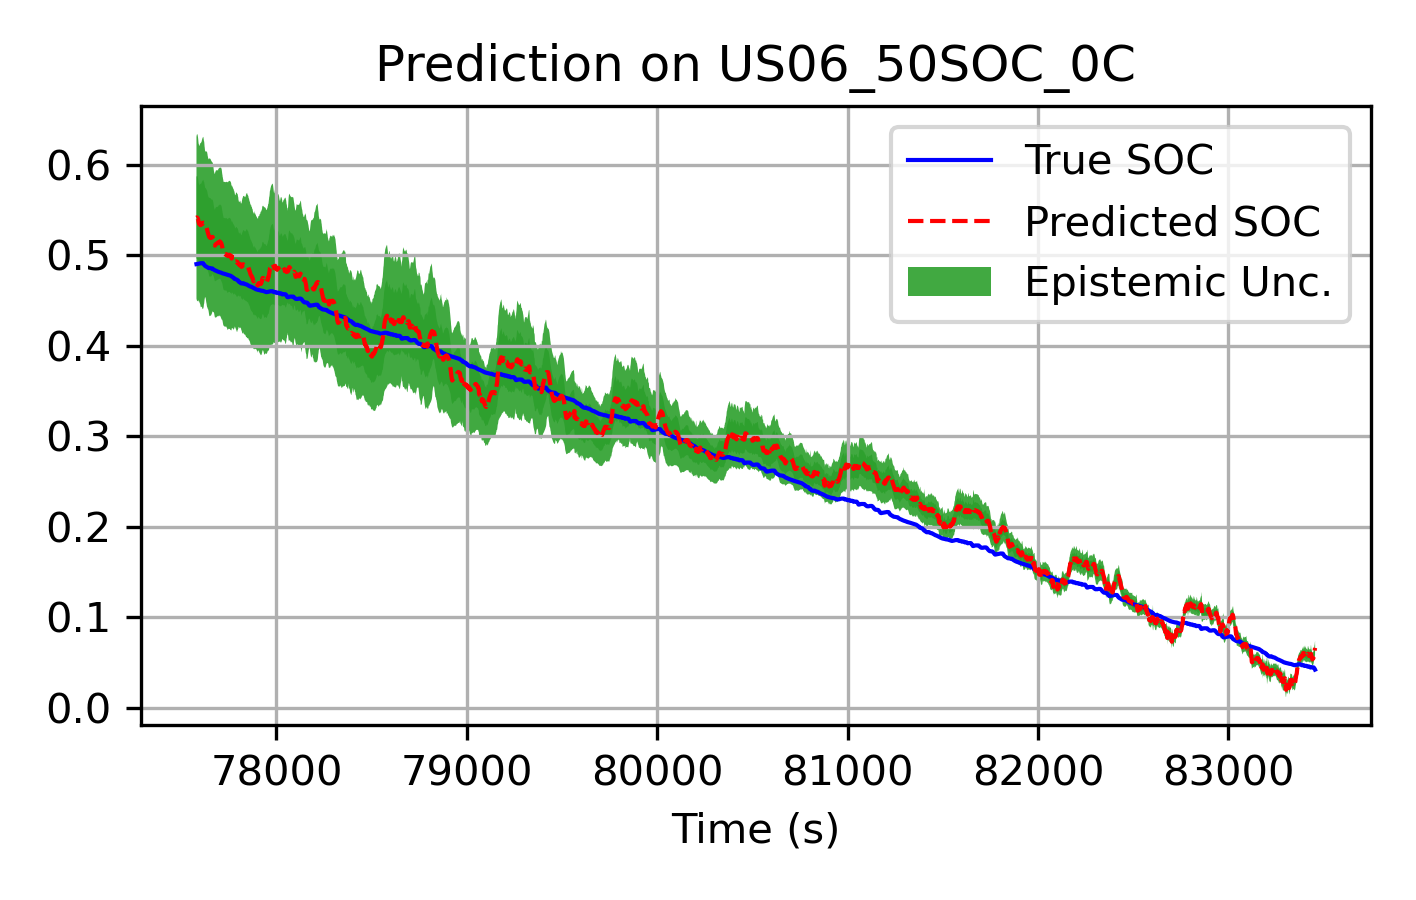 Prediction on US06_50SOC_0C
True SOC
Predicted SOC
Epistemic Unc.
0.6
0.5
0.4
0.3
0.2
0.1
0.0
78000 79000 80000 81000 82000 83000
Time (s)